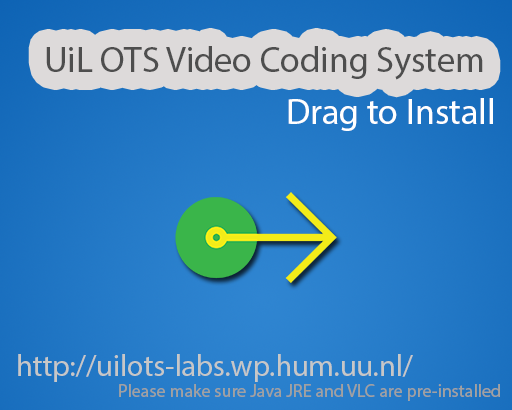 UiL OTS Video Coding System
Drag to Install
http://uilots-labs.wp.hum.uu.nl/
Please make sure Java JRE and VLC are pre-installed